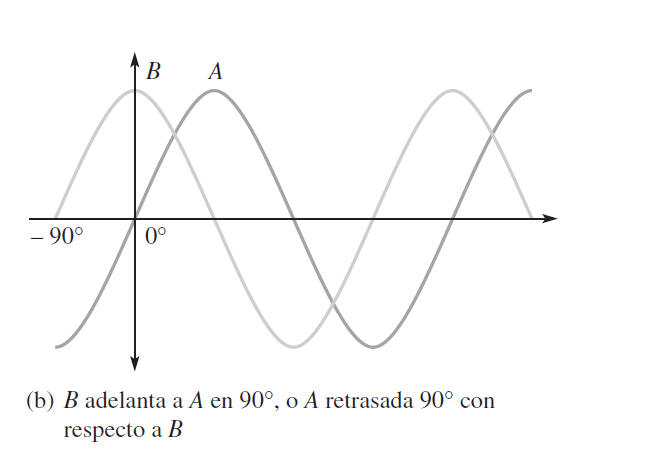 B A
– 90° 0°
(b) B adelanta a A en 90°, o A retrasada 90° con
respecto a B